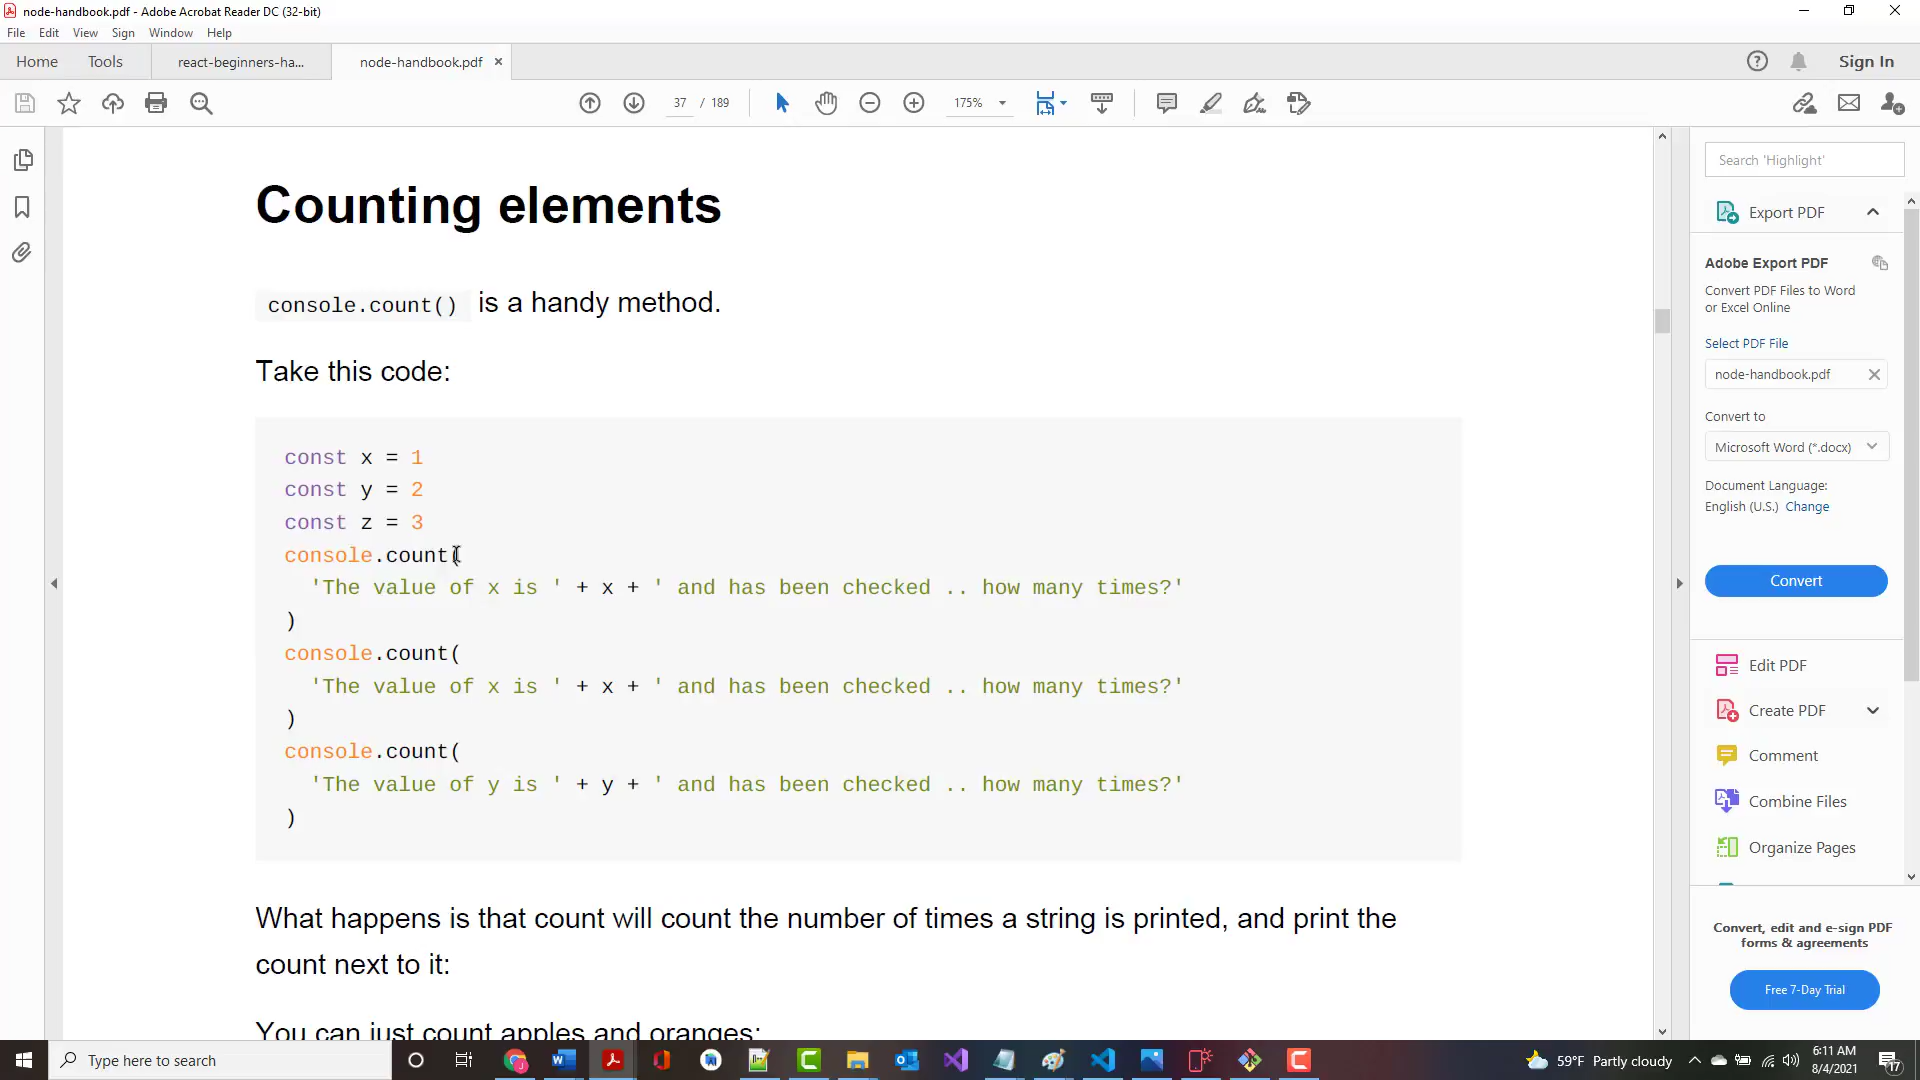 node-handbook.pdf - Adobe Acrobat Reader DC (32-bit)
File Edit View Sign Window Help
Home Tools react-beginners-ha... node-handbook.pdf × Sign In
37 / 189 175%
Counting elements
console.count() is a handy method.
Take this code:
const x = 1
const y = 2
const z = 3
console.count(
'The value of x is ' + x + ' and has been checked .. how many times?'
)
console.count(
'The value of x is ' + x + ' and has been checked .. how many times?'
)
console.count(
'The value of y is ' + y + ' and has been checked .. how many times?'
)
What happens is that count will count the number of times a string is printed, and print the
count next to it:
You can just count apples and oranges:
Search 'Highlight'
Export PDF
Adobe Export PDF
Convert PDF Files to Word
or Excel Online
Select PDF File
node-handbook.pdf
Convert to
Microsoft Word (*.docx)
Document Language:
English (U.S.) Change
Convert
Edit PDF
Create PDF
Comment
Combine Files
Organize Pages
Convert, edit and e-sign PDF
forms & agreements
Free 7-Day Trial
Type here to search
59°F Partly cloudy
6:11 AM
8/4/2021
17